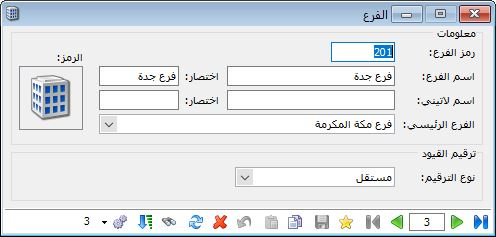 الفرع
معلومات
رمز الفرع: 201
الرمز:
اسم الفرع: فرع جدة اختصار: فرع جدة
اسم لاتيني: اختصار:
الفرع الرئيسي: فرع مكة المكرمة
ترقيم القيود
نوع الترقيم: مستقل
3 3